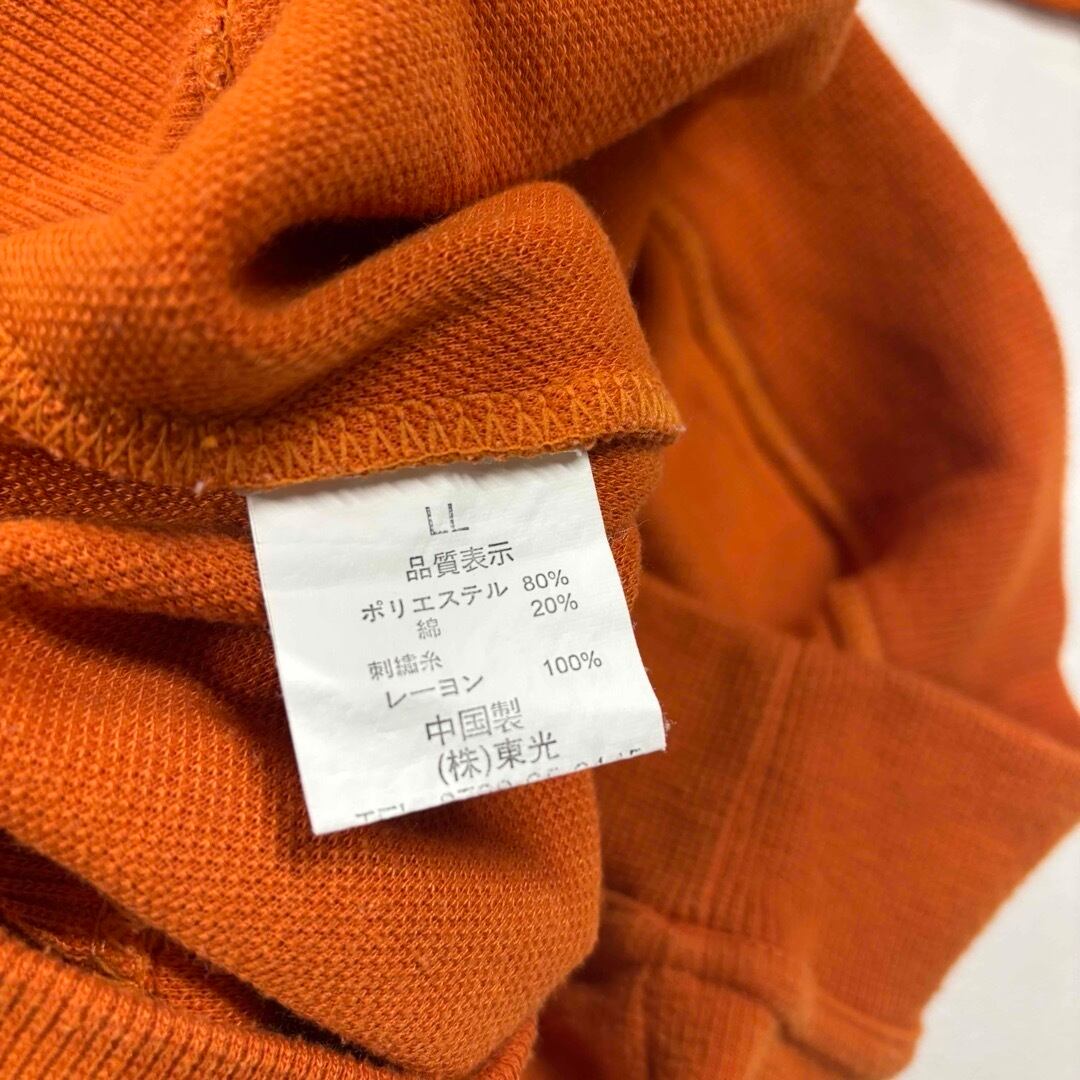 LL
品質表示
ポリエステル 80%
綿 20%
刺繍糸
レーヨン 100%
中国製
(株)東光